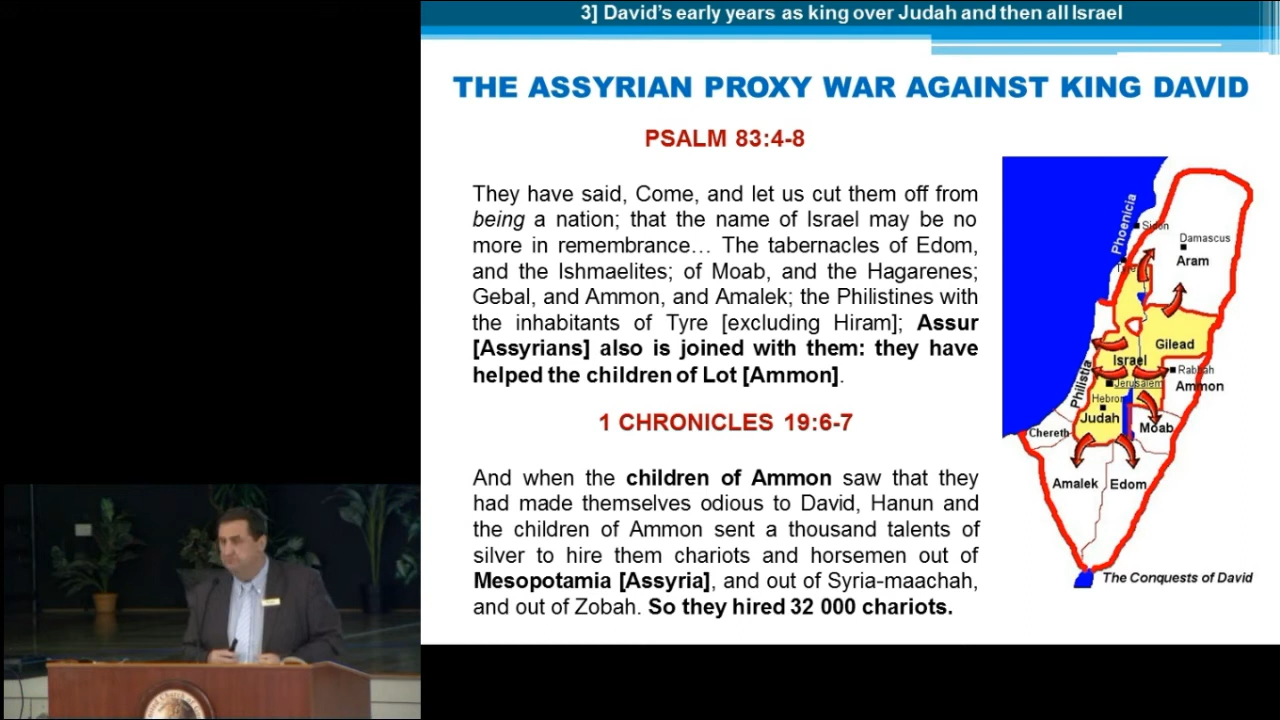 3] David's early years as king over Judah and then all Israel
THE ASSYRIAN PROXY WAR AGAINST KING DAVID
PSALM 83:4-8
They have said, Come, and let us cut them off from
being a nation; that the name of Israel may be no
more in remembrance… The tabernacles of Edom,
and the Ishmaelites; of Moab, and the Hagarenes;
Gebal, and Ammon, and Amalek; the Philistines with
the inhabitants of Tyre [excluding Hiram]; Assur
[Assyrians] also is joined with them: they have
helped the children of Lot [Ammon].
1 CHRONICLES 19:6-7
And when the children of Ammon saw that they
had made themselves odious to David, Hanun and
the children of Ammon sent a thousand talents of
silver to hire them chariots and horsemen out of
Mesopotamia [Assyria], and out of Syria-maachah,
and out of Zobah. So they hired 32 000 chariots.
Phoenicia
Sidon
Damascus
Aram
Gilead
Israel
Philistia
Rabbah
Jerusalem
Ammon
Hebron
Judah
Moab
Chereth
Amalek
Edom
The Conquests of David